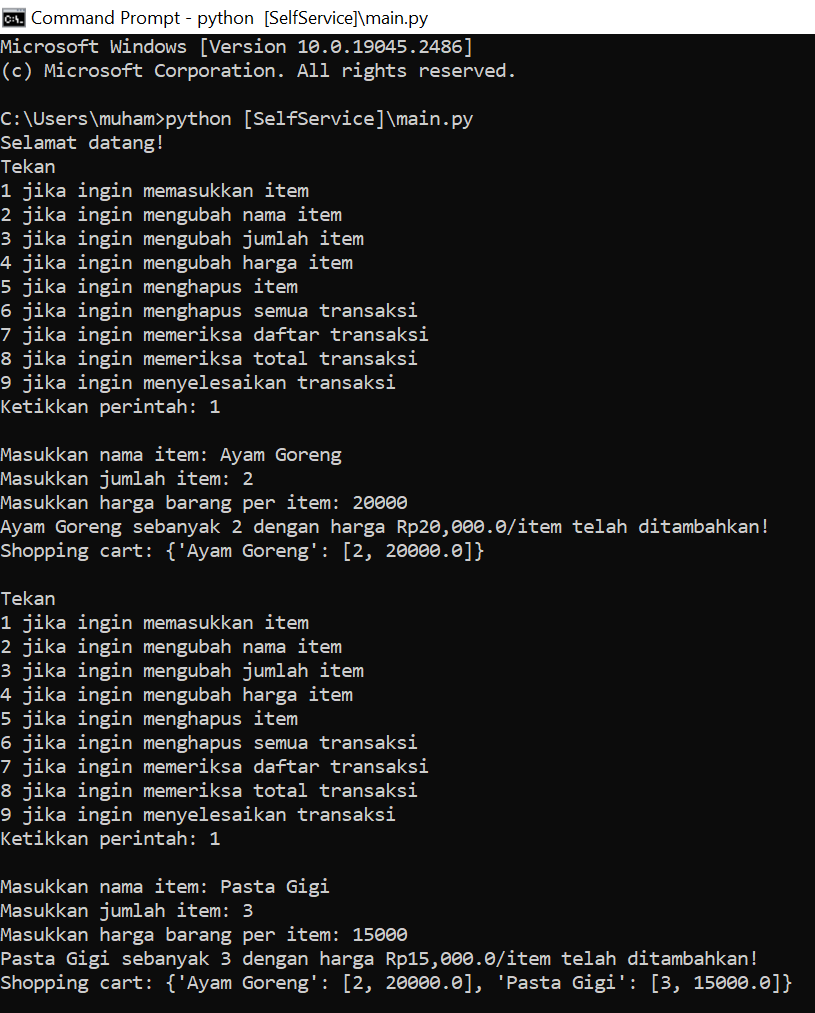 Command Prompt - python [SelfService]\main.py
Microsoft Windows [Version 10.0.19045.2486]
(c) Microsoft Corporation. All rights reserved.
C:\Users\muham>python [SelfService]\main.py
Selamat datang!
Tekan
1 jika ingin memasukkan item
2 jika ingin mengubah nama item
3 jika ingin mengubah jumlah item
4 jika ingin mengubah harga item
5 jika ingin menghapus item
6 jika ingin menghapus semua transaksi
7 jika ingin memeriksa daftar transaksi
8 jika ingin memeriksa total transaksi
9 jika ingin menyelesaikan transaksi
Ketikkan perintah: 1
Masukkan nama item: Ayam Goreng
Masukkan jumlah item: 2
Masukkan harga barang per item: 20000
Ayam Goreng sebanyak 2 dengan harga Rp20,000.0/item telah ditambahkan!
Shopping cart: {'Ayam Goreng': [2, 20000.0]}
Tekan
1 jika ingin memasukkan item
2 jika ingin mengubah nama item
3 jika ingin mengubah jumlah item
4 jika ingin mengubah harga item
5 jika ingin menghapus item
6 jika ingin menghapus semua transaksi
7 jika ingin memeriksa daftar transaksi
8 jika ingin memeriksa total transaksi
9 jika ingin menyelesaikan transaksi
Ketikkan perintah: 1
Masukkan nama item: Pasta Gigi
Masukkan jumlah item: 3
Masukkan harga barang per item: 15000
Pasta Gigi sebanyak 3 dengan harga Rp15,000.0/item telah ditambahkan!
Shopping cart: {'Ayam Goreng': [2, 20000.0], 'Pasta Gigi': [3, 15000.0]}